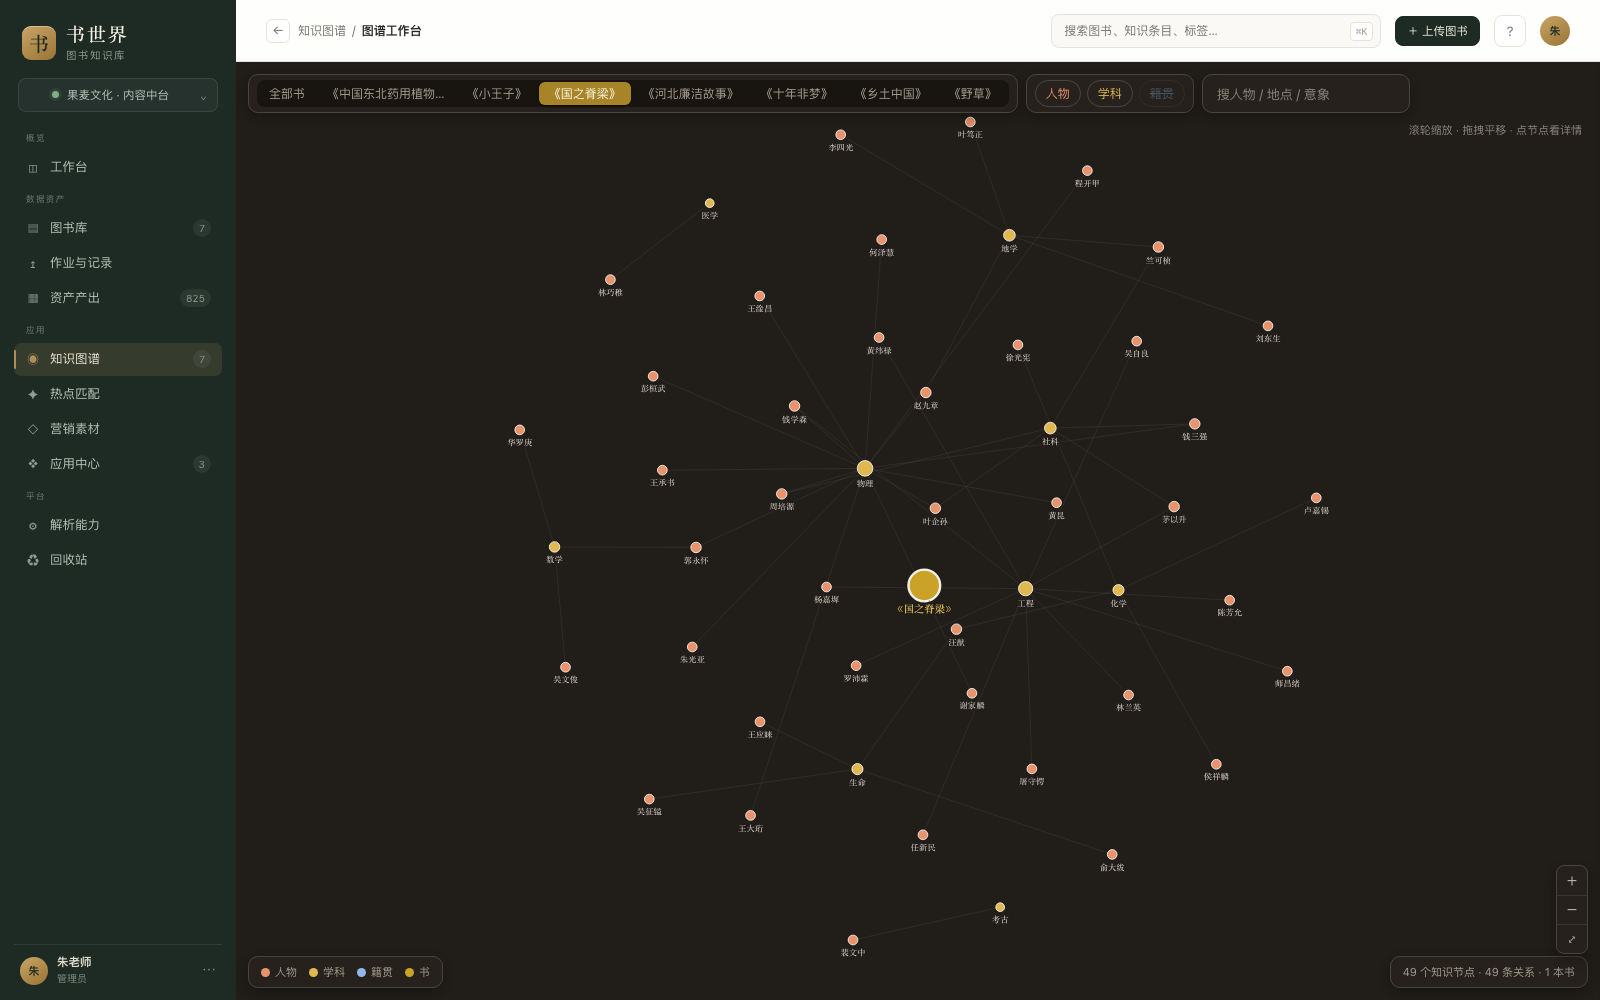 书
书世界
图书知识库
果麦文化 · 内容中台
概览
工作台
数据资产
图书库 7
作业与记录
资产产出 825
应用
知识图谱 7
热点匹配
营销素材
应用中心 3
平台
解析能力
回收站
朱
朱老师
管理员
知识图谱 / 图谱工作台
搜索图书、知识条目、标签... ⌘K
+ 上传图书
?
朱
全部书 《中国东北药用植物... 《小王子》 《国之脊梁》 《河北廉洁故事》 《十年非梦》 《乡土中国》 《野草》
人物 学科 籍贯
搜人物 / 地点 / 意象
滚轮缩放 · 拖拽平移 · 点节点看详情
叶笃正
李四光
程开甲
医学
地学
何泽慧
竺可桢
林巧稚
王淦昌
刘东生
黄纬禄
徐光宪
吴自良
彭桓武
赵九章
钱学森
钱三强
社科
华罗庚
王承书
物理
周培源
叶企孙
黄昆
茅以升
卢嘉锡
数学
郭永怀
杨嘉墀
《国之脊梁》
工程
化学
陈芳允
汪猷
朱光亚
吴文俊
罗沛霖
师昌绪
谢家麟
林兰英
王应睐
生命
屠守锷
侯祥麟
吴征镒
王大珩
任新民
俞大绂
考古
裴文中
人物 学科 籍贯 书
+
−
49 个知识节点 · 49 条关系 · 1 本书